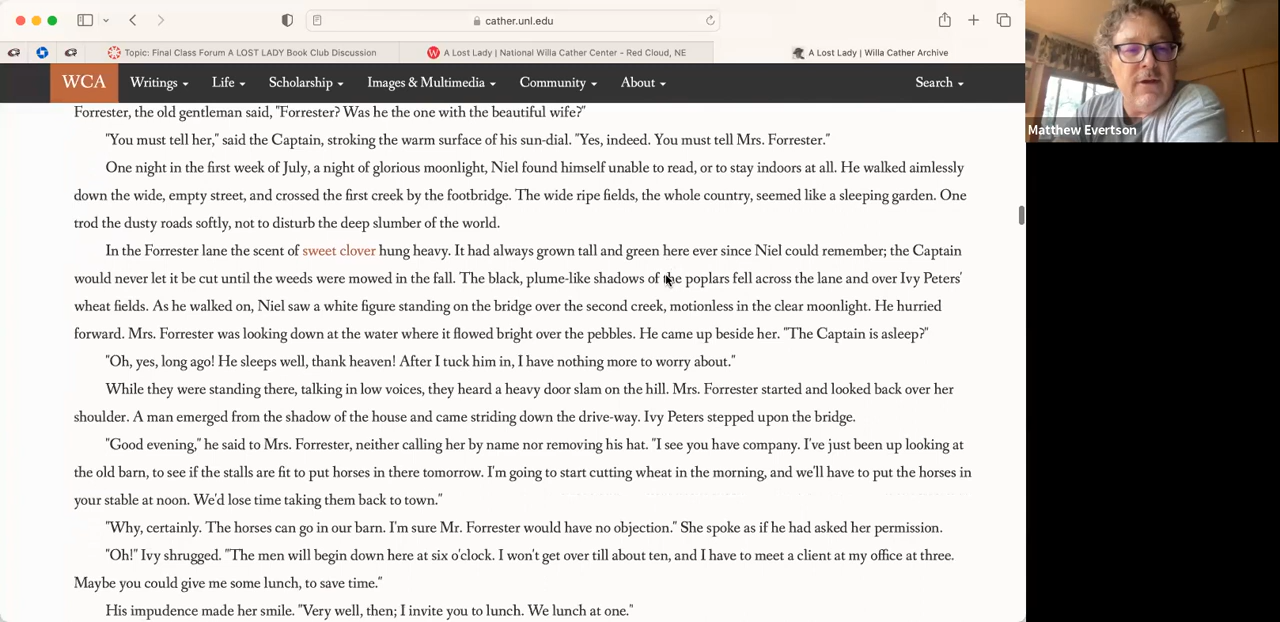 cather.unl.edu
Topic: Final Class Forum A LOST LADY Book Club Discussion
A Lost Lady | National Willa Cather Center - Red Cloud, NE
A Lost Lady | Willa Cather Archive
WCA Writings Life Scholarship Images & Multimedia Community About Search
Matthew Evertson
Forrester, the old gentleman said, "Forrester? Was he the one with the beautiful wife?"
"You must tell her," said the Captain, stroking the warm surface of his sun-dial. "Yes, indeed. You must tell Mrs. Forrester."
One night in the first week of July, a night of glorious moonlight, Niel found himself unable to read, or to stay indoors at all. He walked aimlessly
down the wide, empty street, and crossed the first creek by the footbridge. The wide ripe fields, the whole country, seemed like a sleeping garden. One
trod the dusty roads softly, not to disturb the deep slumber of the world.
In the Forrester lane the scent of sweet clover hung heavy. It had always grown tall and green here ever since Niel could remember; the Captain
would never let it be cut until the weeds were mowed in the fall. The black, plume-like shadows of the poplars fell across the lane and over Ivy Peters'
wheat fields. As he walked on, Niel saw a white figure standing on the bridge over the second creek, motionless in the clear moonlight. He hurried
forward. Mrs. Forrester was looking down at the water where it flowed bright over the pebbles. He came up beside her. "The Captain is asleep?"
"Oh, yes, long ago! He sleeps well, thank heaven! After I tuck him in, I have nothing more to worry about."
While they were standing there, talking in low voices, they heard a heavy door slam on the hill. Mrs. Forrester started and looked back over her
shoulder. A man emerged from the shadow of the house and came striding down the drive-way. Ivy Peters stepped upon the bridge.
"Good evening," he said to Mrs. Forrester, neither calling her by name nor removing his hat. "I see you have company. I've just been up looking at
the old barn, to see if the stalls are fit to put horses in there tomorrow. I'm going to start cutting wheat in the morning, and we'll have to put the horses in
your stable at noon. We'd lose time taking them back to town."
"Why, certainly. The horses can go in our barn. I'm sure Mr. Forrester would have no objection." She spoke as if he had asked her permission.
"Oh!" Ivy shrugged. "The men will begin down here at six o'clock. I won't get over till about ten, and I have to meet a client at my office at three.
Maybe you could give me some lunch, to save time."
His impudence made her smile. "Very well, then; I invite you to lunch. We lunch at one."